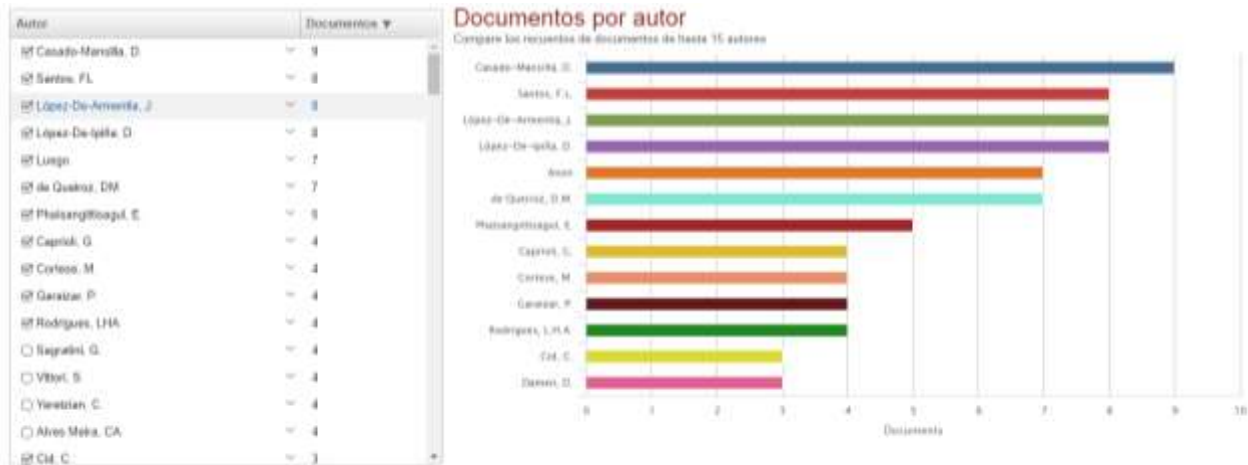 Autor Documentos ▼
Casado-Mansilla, D. 9
Santos, FL 8
López-De-Armentia, J 8
López-De-Ipiña, D 8
Luego 7
de Queiroz, DM 7
Phaisangittisagul, E 5
Caprioli, G. 4
Cortese, M 4
Garaizar, P 4
Rodrigues, LHA 4
Sagratini, G. 4
Vittori, S 4
Yeretzian, C. 4
Alves Meira, CA 4
Cid, C. 3
Documentos por autor
Compare los recuentos de documentos de hasta 15 autores
Casado-Mansilla, D.
Santos, F.L.
López-De-Armentia, J.
López-De-Ipiña, D.
de Queiroz, D.M.
Phaisangittisagul, E.
Caprioli, G.
Cortese, M.
Garaizar, P.
Rodrigues, L.H.A.
Cid, C.
Damen, D.
0 1 2 3 4 5 6 7 8 9 10
Documents